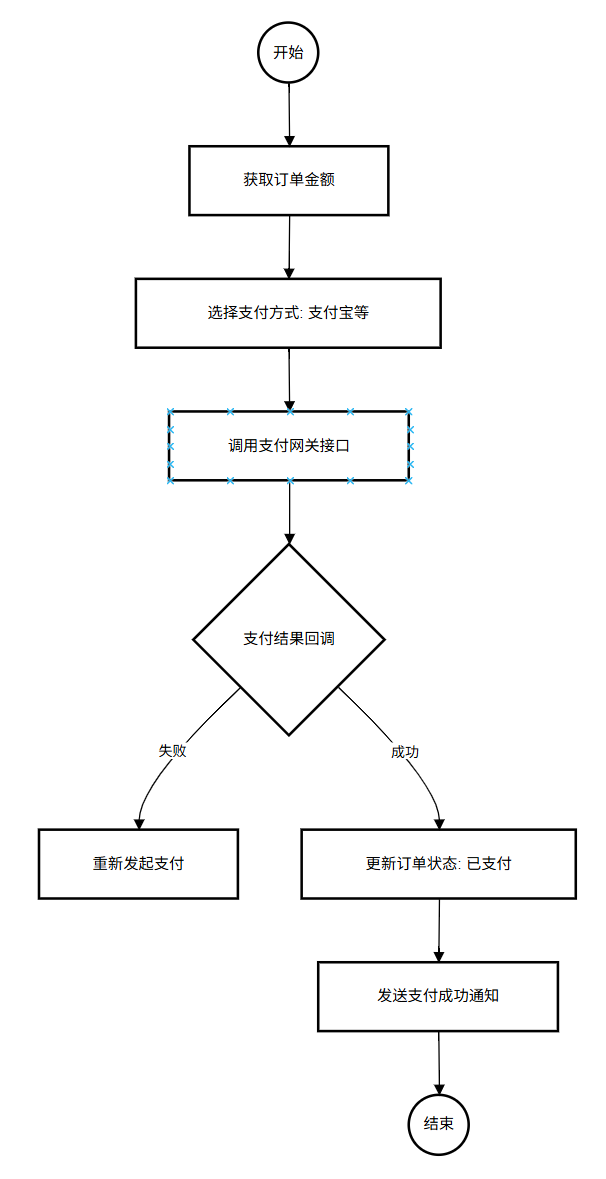 开始
获取订单金额
选择支付方式: 支付宝等
调用支付网关接口
支付结果回调
失败
成功
重新发起支付
更新订单状态: 已支付
发送支付成功通知
结束